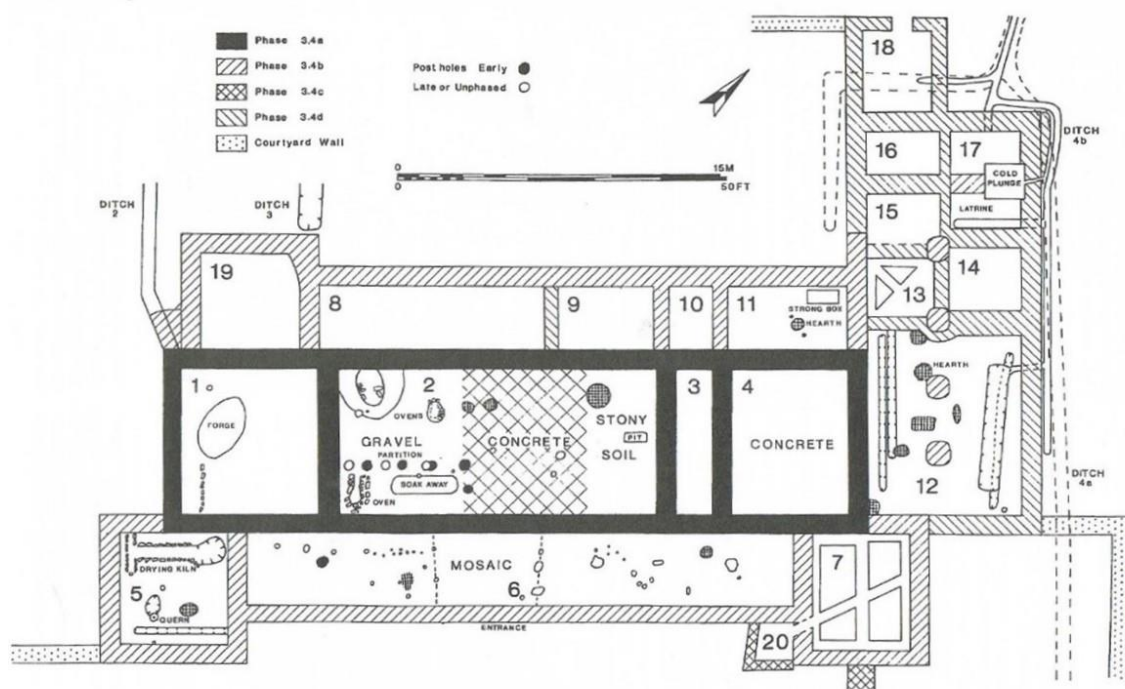 Phase 3.4a
Phase 3.4b
Phase 3.4c
Phase 3.4d
Courtyard Wall
Post holes Early
Late or Unphased
0 15M
0 50FT
DITCH 2
DITCH 3
DITCH 4b
DITCH 4a
18
16
17
COLD PLUNGE
15
LATRINE
14
13
19
8
9
10
11
STRONG BOX
HEARTH
HEARTH
12
1
FORGE
2
OVENS
GRAVEL
PARTITION
SOAK AWAY
OVEN
CONCRETE
STONY
PIT
SOIL
3
4
CONCRETE
5
DRYING KILN
QUERN
MOSAIC
6
ENTRANCE
7
20